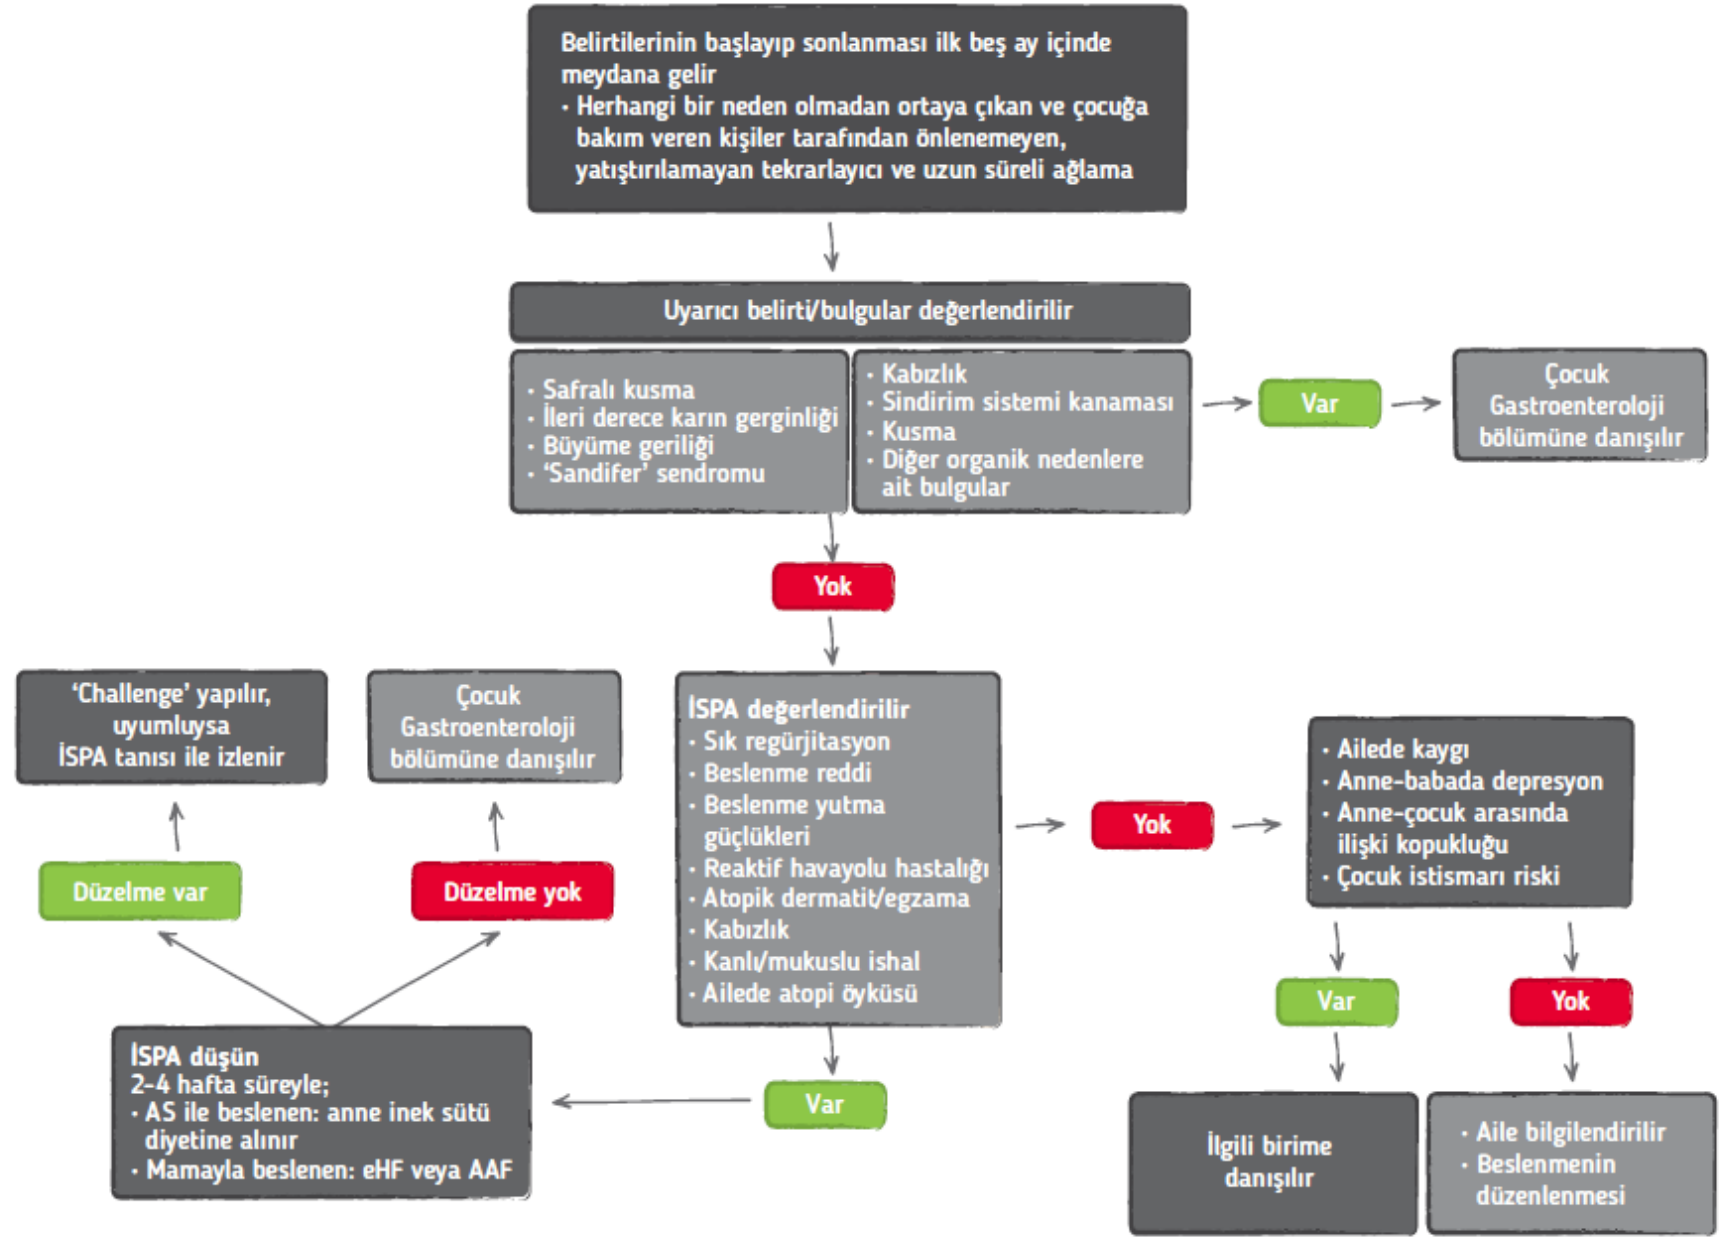 Belirtilerinin başlayıp sonlanması ilk beş ay içinde
meydana gelir
• Herhangi bir neden olmadan ortaya çıkan ve çocuğa
bakım veren kişiler tarafından önlenemeyen,
yatıştırılamayan tekrarlayıcı ve uzun süreli ağlama
Uyarıcı belirti/bulgular değerlendirilir
• Safralı kusma
• İleri derece karın gerginliği
• Büyüme geriliği
• ‘Sandifer’ sendromu
• Kabızlık
• Sindirim sistemi kanaması
• Kusma
• Diğer organik nedenlere
ait bulgular
Var
Çocuk
Gastroenteroloji
bölümüne danışılır
Yok
‘Challenge’ yapılır,
uyumluysa
İSPA tanısı ile izlenir
Çocuk
Gastroenteroloji
bölümüne danışılır
Düzelme var
Düzelme yok
İSPA değerlendirilir
• Sık regürjitasyon
• Beslenme reddi
• Beslenme yutma
güçlükleri
• Reaktif havayolu hastalığı
• Atopik dermatit/egzama
• Kabızlık
• Kanlı/mukuslu ishal
• Ailede atopi öyküsü
Yok
• Ailede kaygı
• Anne-babada depresyon
• Anne-çocuk arasında
ilişki kopukluğu
• Çocuk istismarı riski
Var
Yok
İSPA düşün
2-4 hafta süreyle;
• AS ile beslenen: anne inek sütü
diyetine alınır
• Mamayla beslenen: eHF veya AAF
Var
İlgili birime
danışılır
• Aile bilgilendirilir
• Beslenmenin
düzenlenmesi